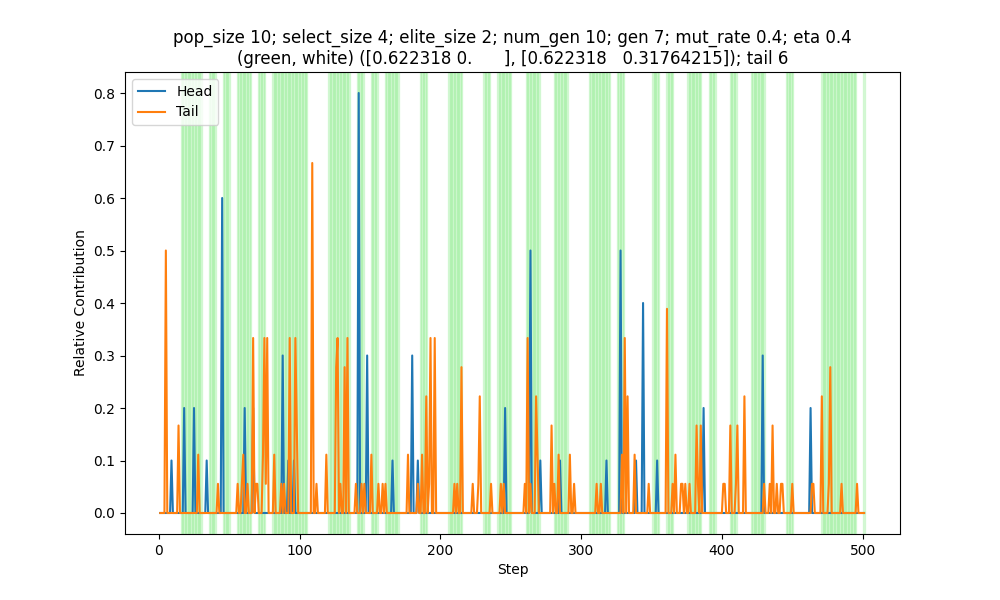 pop_size 10; select_size 4; elite_size 2; num_gen 10; gen 7; mut_rate 0.4; eta 0.4
(green, white) ([0.622318 0.      ], [0.622318   0.31764215]); tail 6
Head
Tail
0.8
0.7
0.6
0.5
0.4
0.3
0.2
0.1
0.0
Relative Contribution
0
100
200
300
400
500
Step